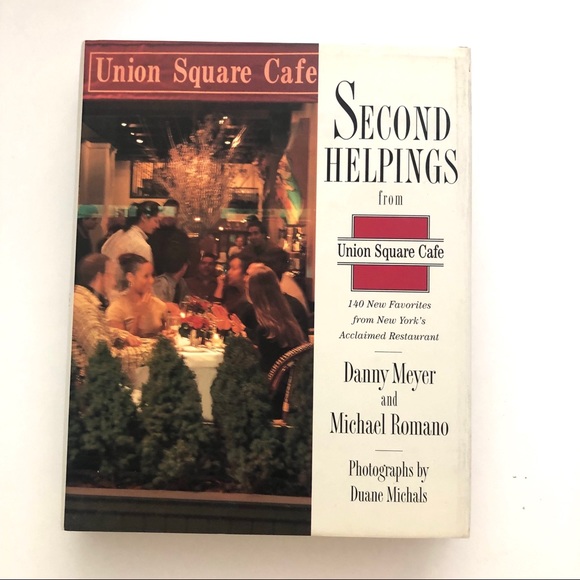 Union Square Cafe
SECOND
HELPINGS
from
Union Square Cafe
140 New Favorites
from New York's
Acclaimed Restaurant
Danny Meyer
and
Michael Romano
Photographs by
Duane Michals